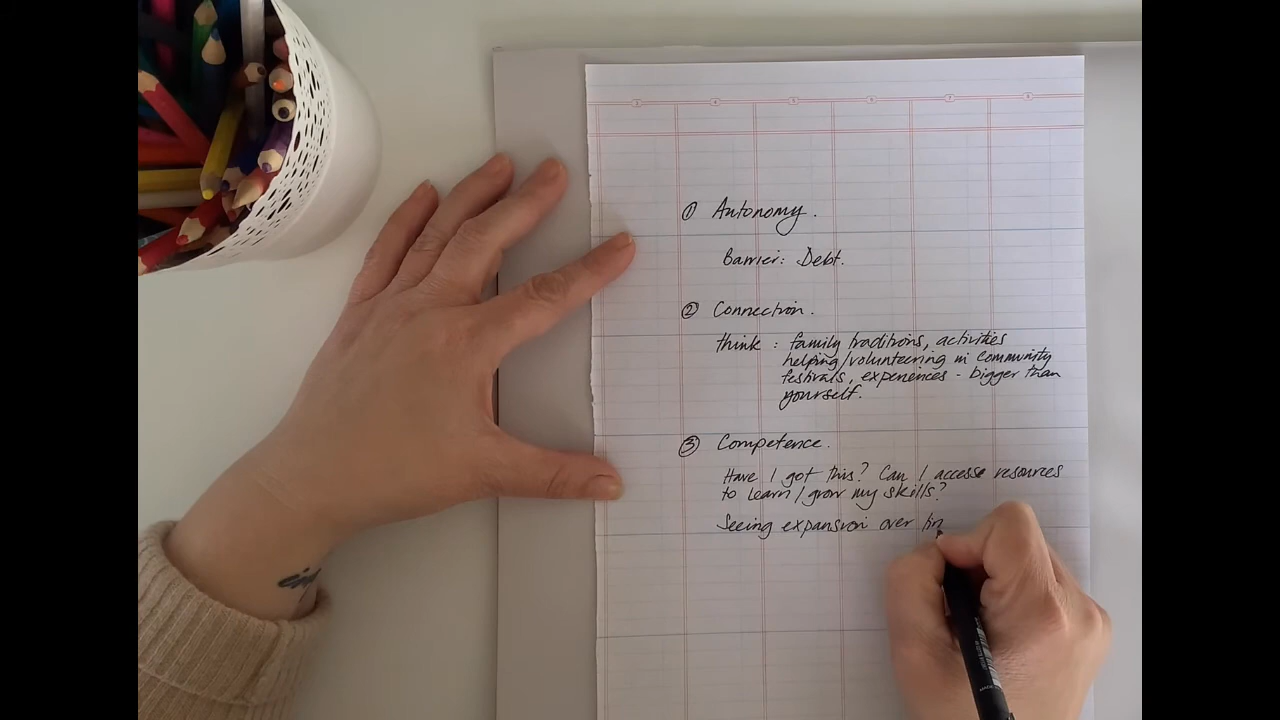 ① Autonomy.
Barrier: Debt.
② Connection.
think: family traditions, activities
helping/volunteering in community
festivals, experiences - bigger than
yourself.
③ Competence.
Have I got this? Can I access resources
to learn/grow my skills?
Seeing expansion over tim